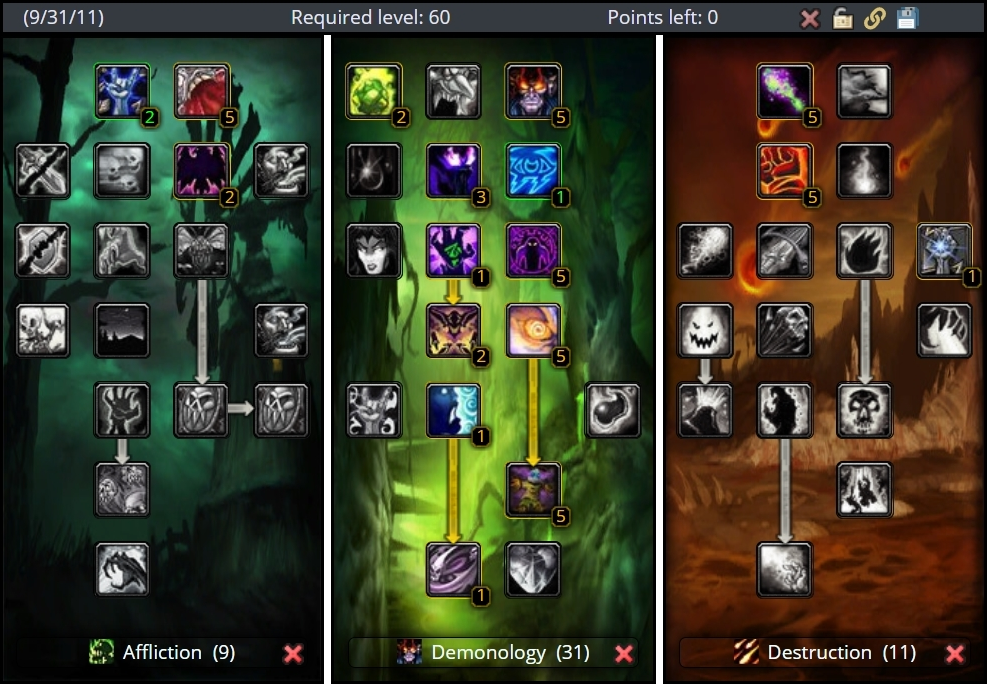 (9/31/11) Required level: 60 Points left: 0
2 5 2 5 5
2 3 1 5
1 5 1
2 5
1
5
1
Affliction (9) Demonology (31) Destruction (11)